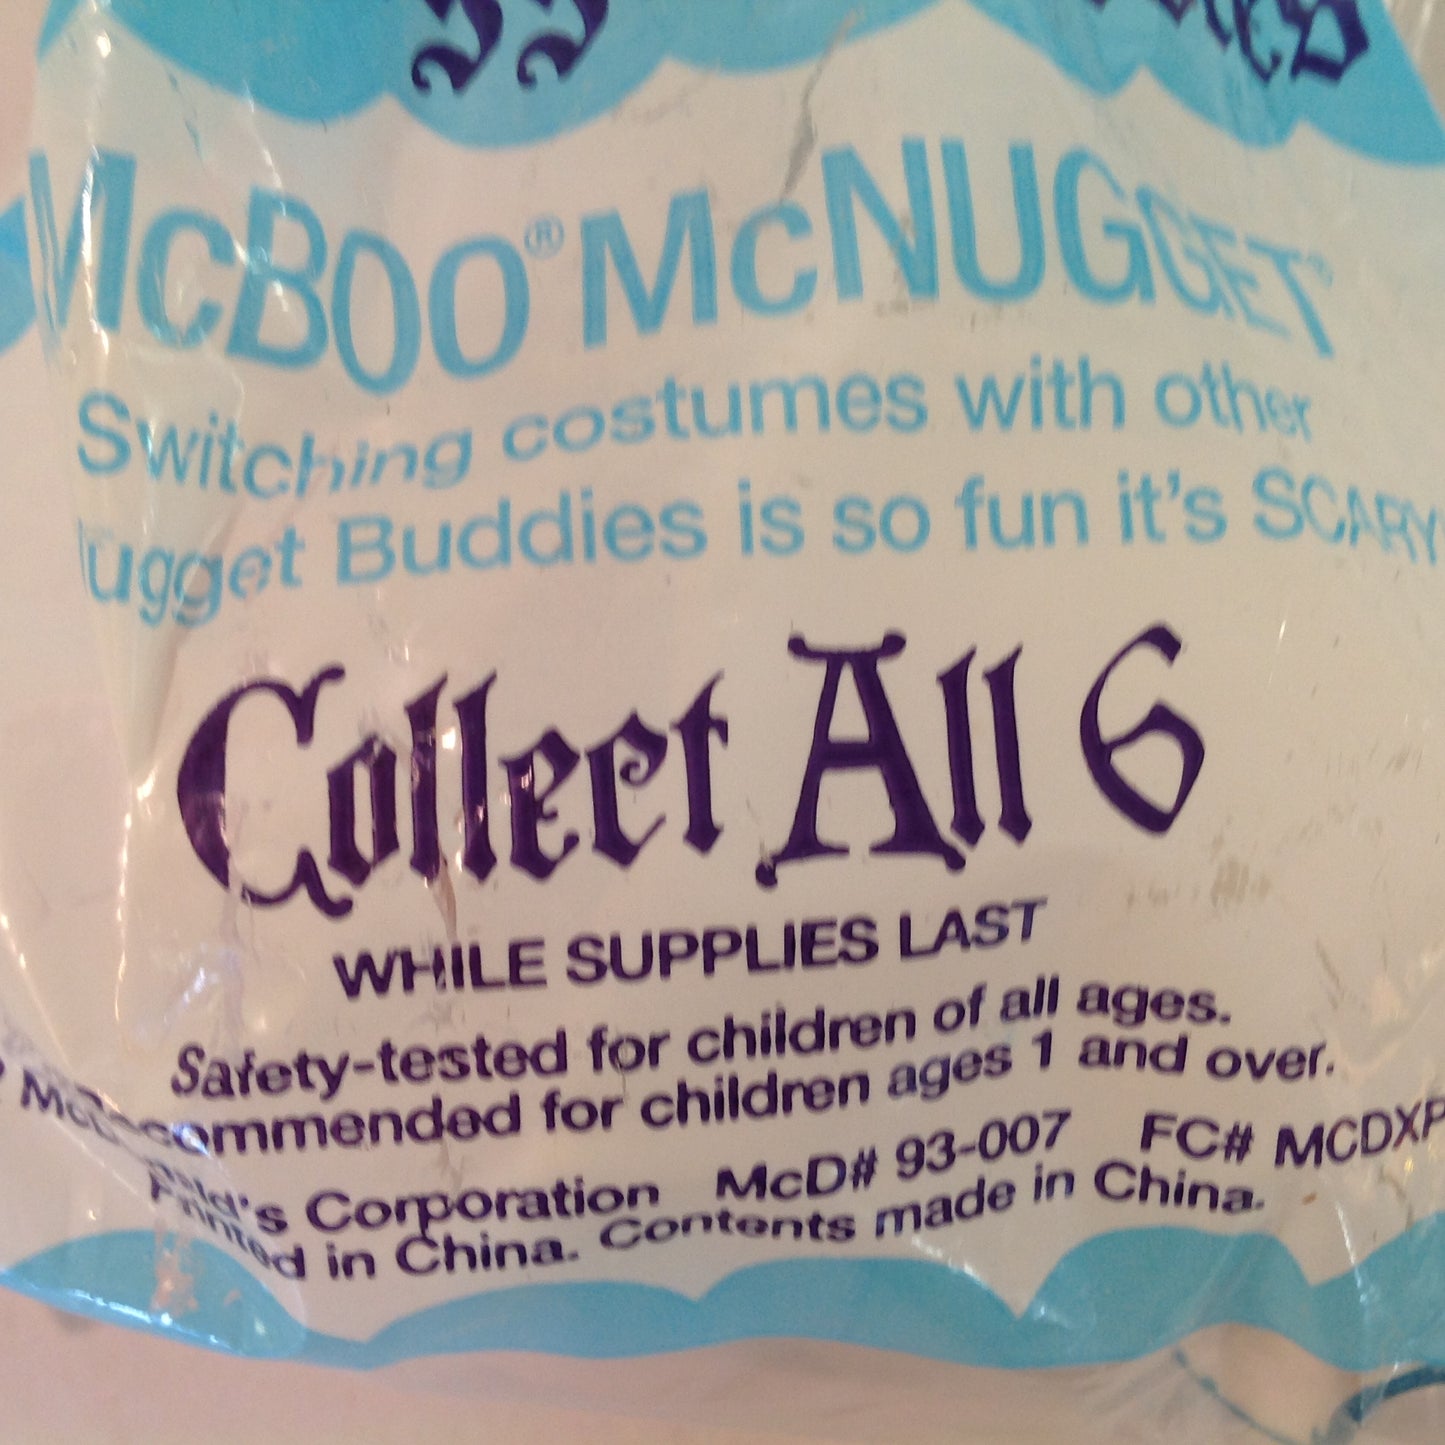 McBOO® McNUGGET®
Switching costumes with other
Nugget Buddies is so fun it's SCARY
Collect All 6
WHILE SUPPLIES LAST
Safety-tested for children of all ages.
Recommended for children ages 1 and over.
McDonald's Corporation McD# 93-007 FC# MCDXP
Printed in China. Contents made in China.